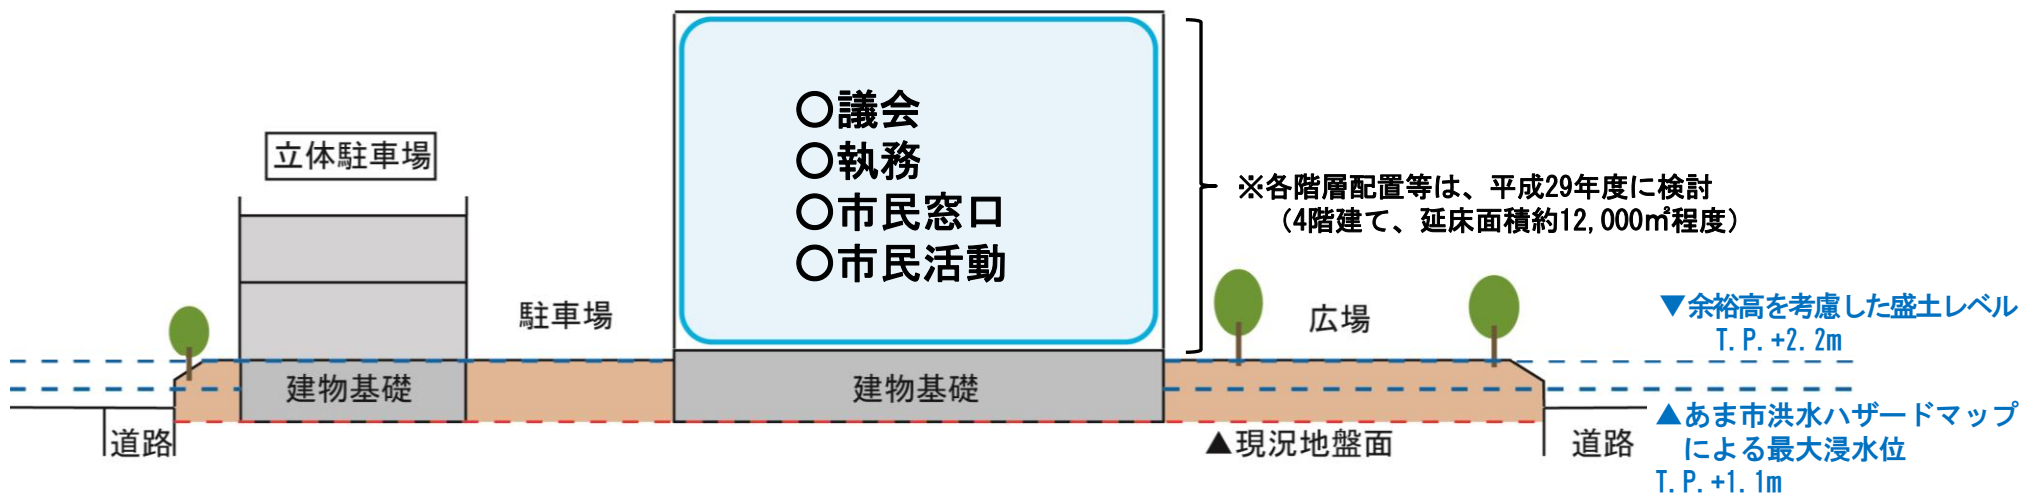 ○議会
○執務
○市民窓口
○市民活動
立体駐車場
※各階層配置等は、平成29年度に検討
（4階建て、延床面積約12,000㎡程度）
駐車場
広場
▼余裕高を考慮した盛土レベル
T.P.+2.2m
建物基礎
建物基礎
▲あま市洪水ハザードマップ
による最大浸水位
T.P.+1.1m
道路
▲現況地盤面
道路